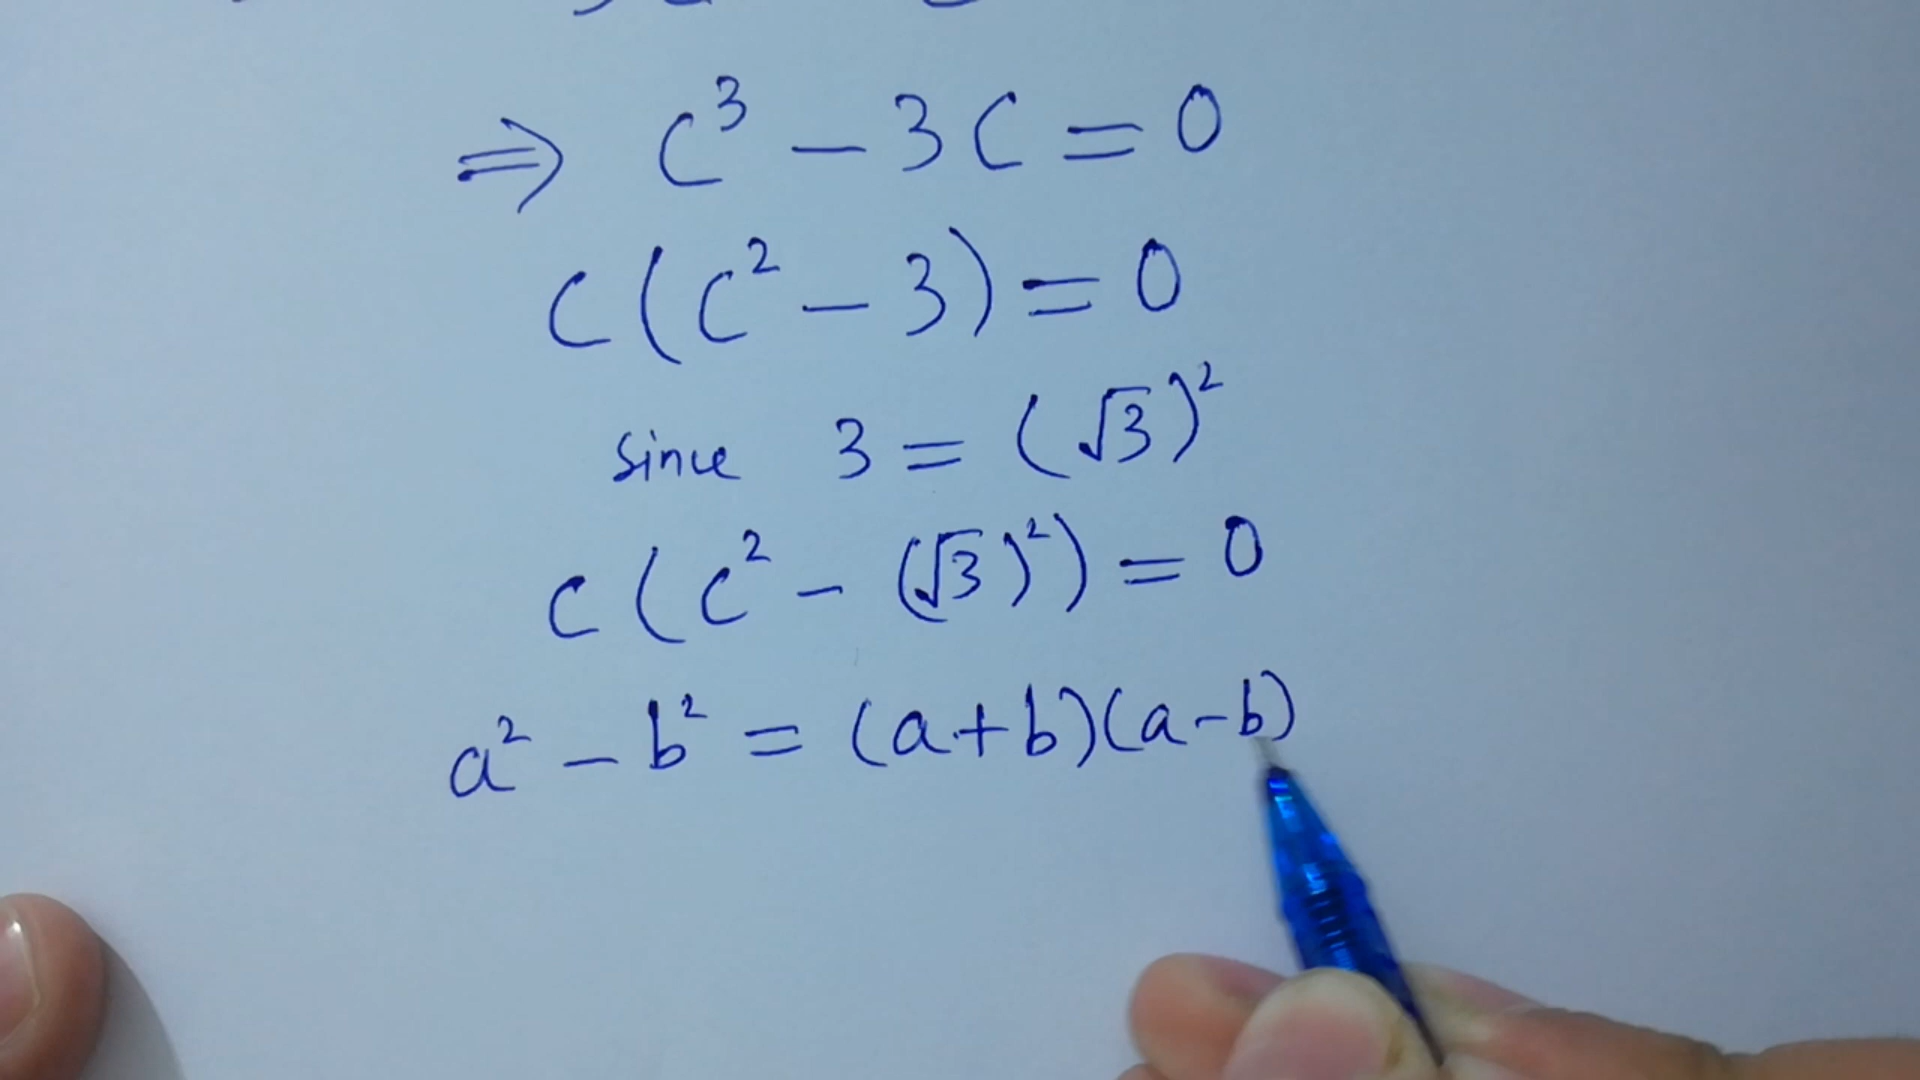 ⇒ C³ - 3C = 0
C(C² - 3) = 0
Since 3 = (√3)²
C(C² - (√3)²) = 0
a² - b² = (a+b)(a-b)